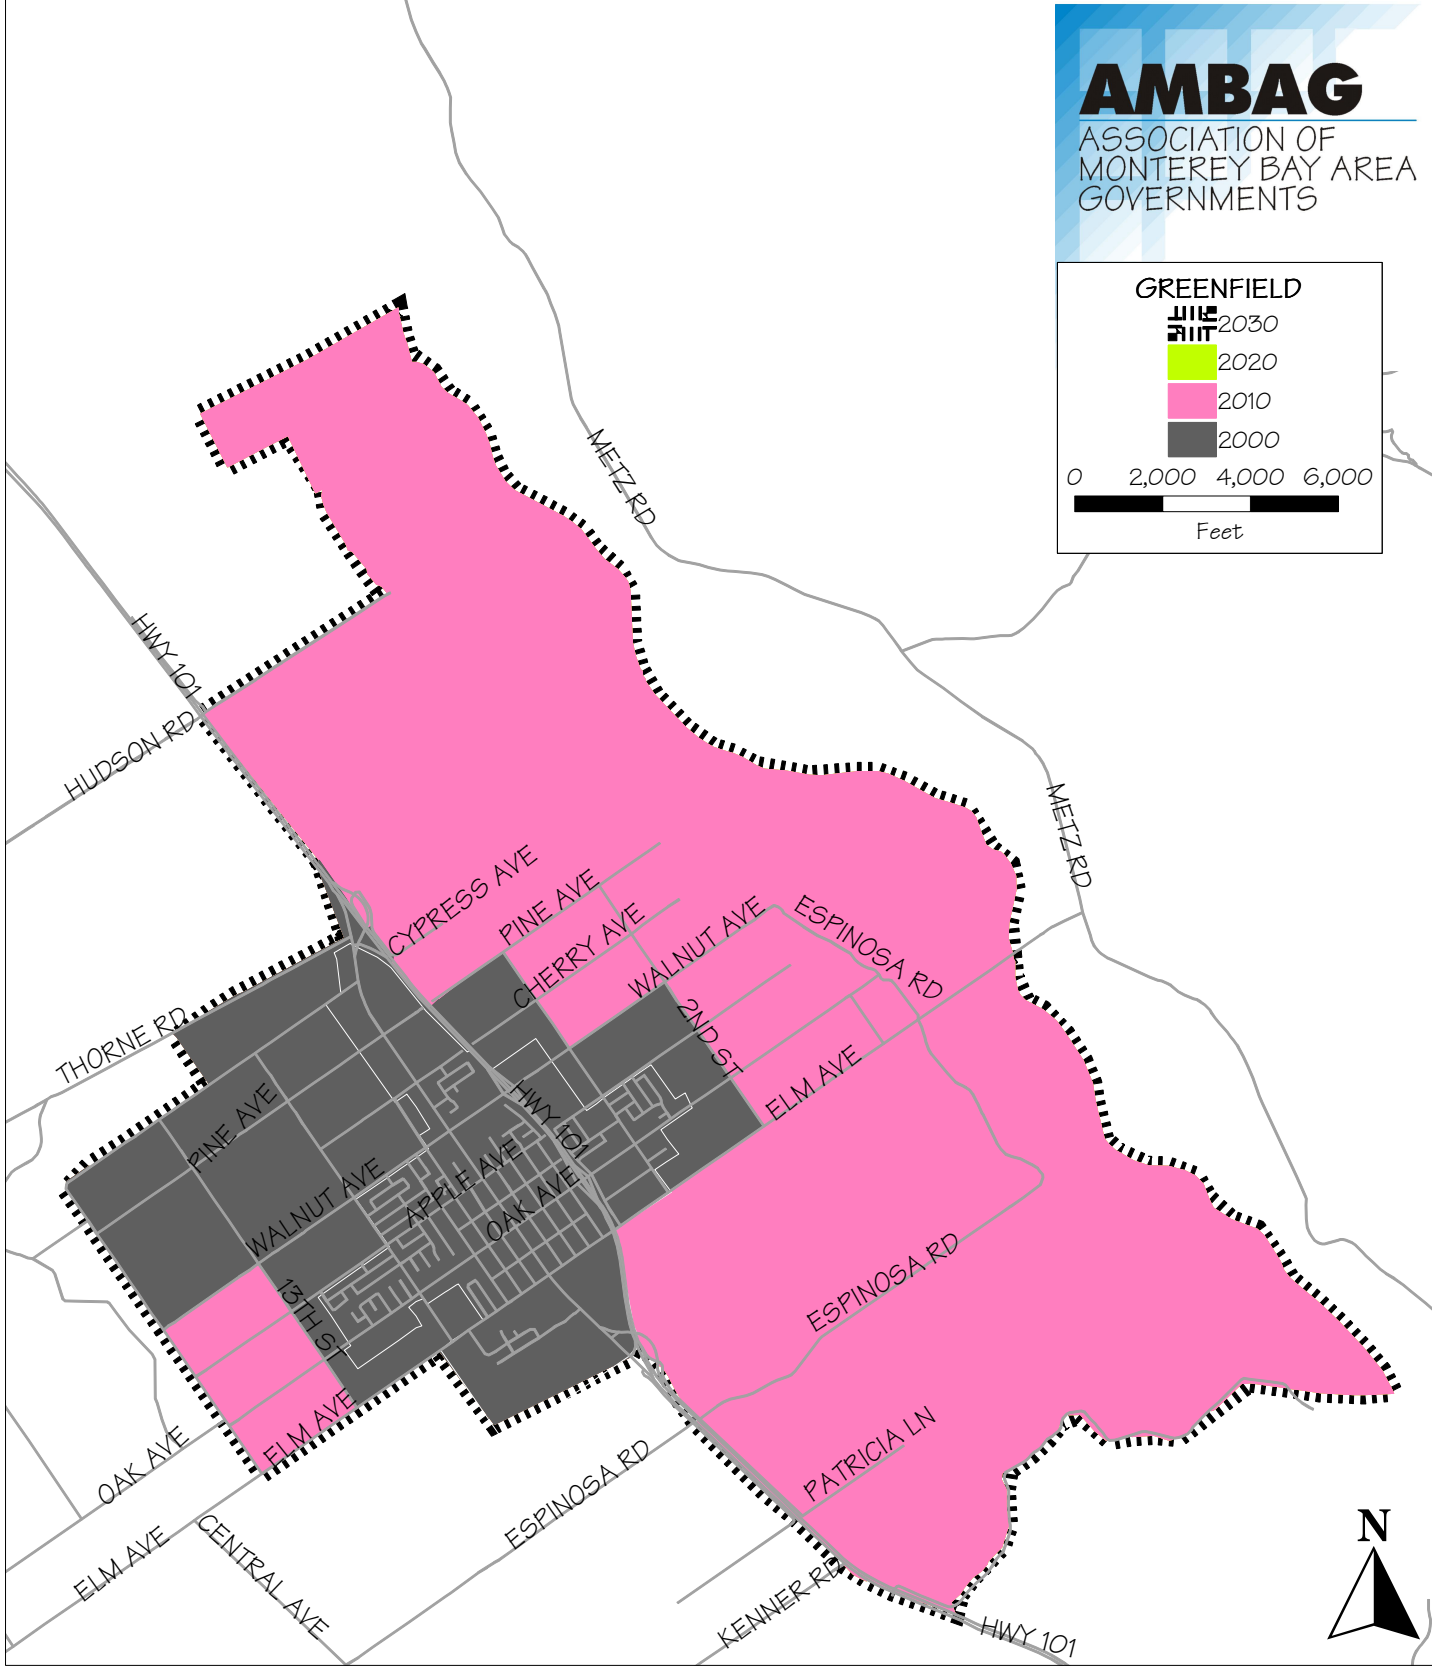 AMBAG
ASSOCIATION OF
MONTEREY BAY AREA
GOVERNMENTS
GREENFIELD
2030
2020
2010
2000
0 2,000 4,000 6,000
Feet
METZ RD
HWY 101
HUDSON RD
METZ RD
CYPRESS AVE
PINE AVE
CHERRY AVE
WALNUT AVE
ESPINOSA RD
2ND ST
THORNE RD
ELM AVE
PINE AVE
HWY 101
WALNUT AVE
APPLE AVE
OAK AVE
13TH ST
ESPINOSA RD
ELM AVE
OAK AVE
PATRICIA LN
ESPINOSA RD
ELM AVE
CENTRAL AVE
KENNER RD
HWY 101
N